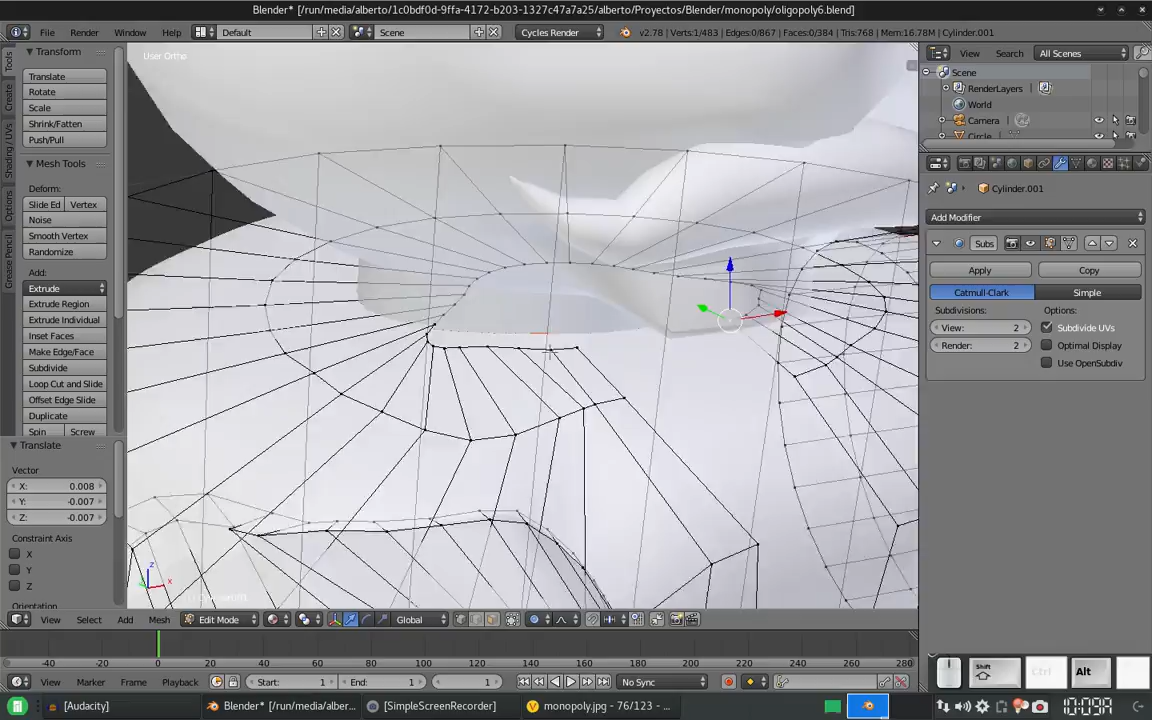 Blender* [/run/media/alberto/1c0bdf0d-9ffa-4172-b203-1327c47a7a25/alberto/Proyectos/Blender/monopoly/oligopoly6.blend]
File Render Window Help Default Scene Cycles Render v2.78 | Verts:1/483 | Edges:0/867 | Faces:0/384 | Tris:768 | Mem:16.78M | Cylinder.001
Tools
Create
Shading / UVs
Options
Grease Pencil
Transform
Translate
Rotate
Scale
Shrink/Fatten
Push/Pull
Mesh Tools
Deform:
Slide Ed Vertex
Noise
Smooth Vertex
Randomize
Add:
Extrude
Extrude Region
Extrude Individual
Inset Faces
Make Edge/Face
Subdivide
Loop Cut and Slide
Offset Edge Slide
Duplicate
Spin Screw
Translate
Vector
X: 0.008
Y: -0.007
Z: -0.007
Constraint Axis
X
Y
Z
Orientation
User Ortho
z
x
View Select Add Mesh Edit Mode Global
View Search All Scenes
Scene
RenderLayers
World
Camera
Circle
Cylinder.001
Add Modifier
Subs
Apply Copy
Catmull-Clark Simple
Subdivisions: Options:
View: 2 Subdivide UVs
Render: 2 Optimal Display
Use OpenSubdiv
-40 -20 0 20 40 60 80 100 120 140 160 180 200 220 240 260 280
View Marker Frame Playback Start: 1 End: 1 1 No Sync
Shift Ctrl Alt
[Audacity] Blender* [/run/media/alber... [SimpleScreenRecorder] monopoly.jpg - 76/123 - ...